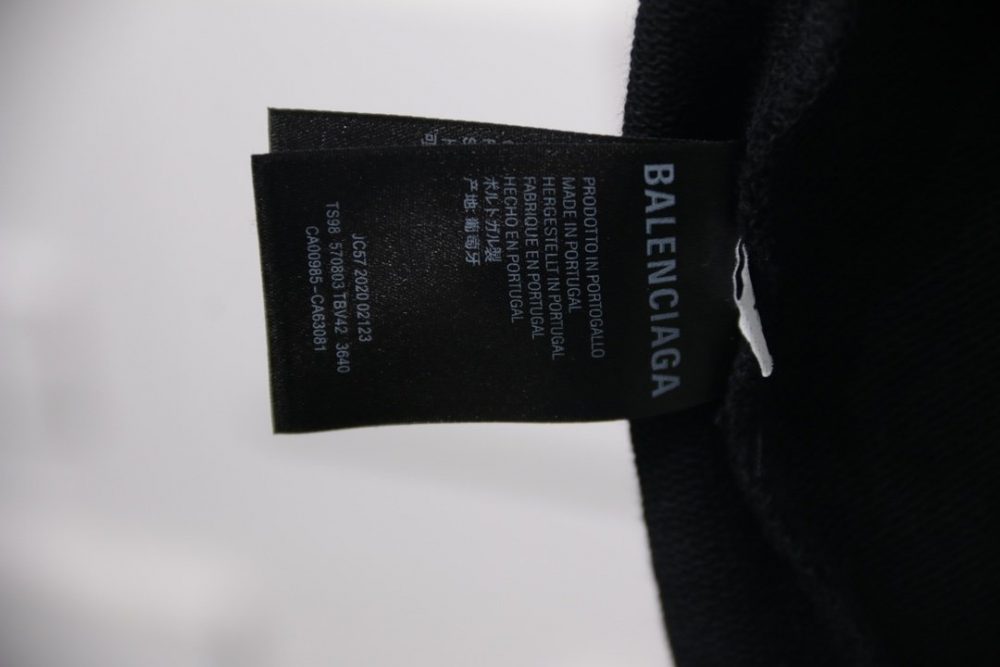 BALENCIAGA
PRODOTTO IN PORTOGALLO
MADE IN PORTUGAL
HERGESTELLT IN PORTUGAL
FABRIQUE EN PORTUGAL
HECHO EN PORTUGAL
ポルトガル製
产地: 葡萄牙
JC57 2020 02123
TS98 570803 TBV42 3640
CA00985-CA63081